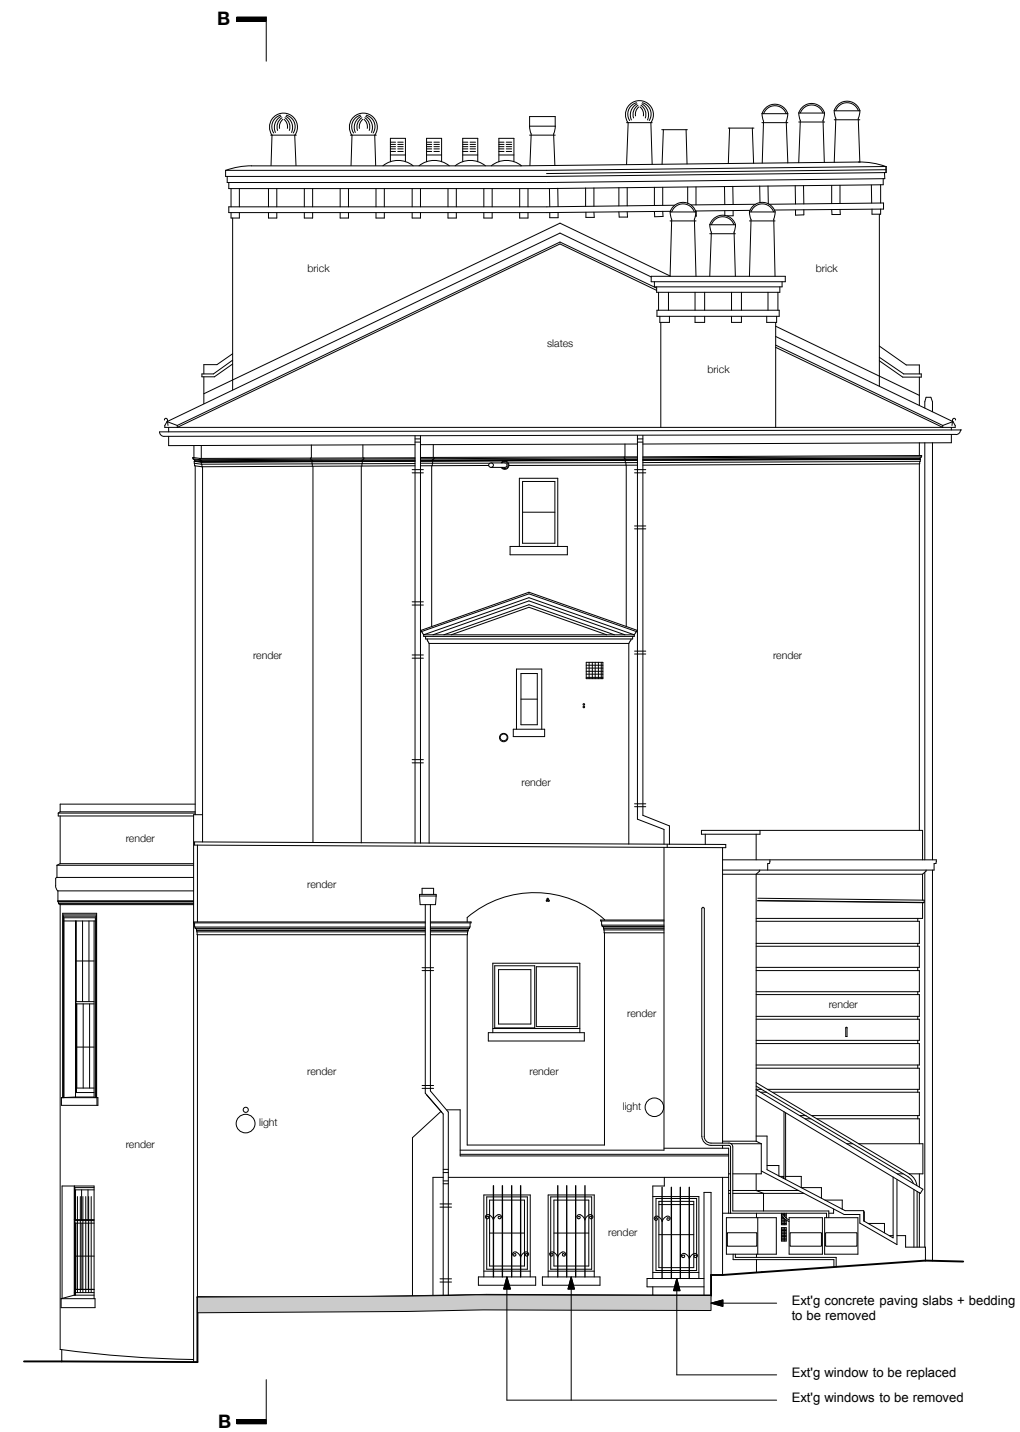 B
brick
brick
slates
brick
render
render
render
render
render
render
render
render
render
light
light
render
render
Ext'g concrete paving slabs + bedding
to be removed
Ext'g window to be replaced
Ext'g windows to be removed
B